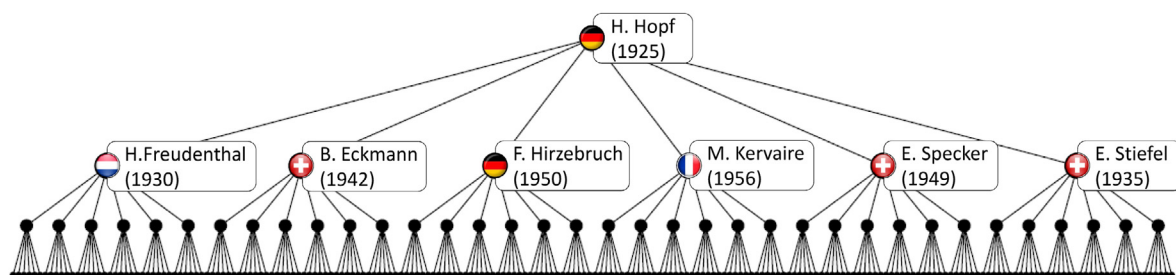 H. Hopf
(1925)
H.Freudenthal
(1930)
B. Eckmann
(1942)
F. Hirzebruch
(1950)
M. Kervaire
(1956)
E. Specker
(1949)
E. Stiefel
(1935)